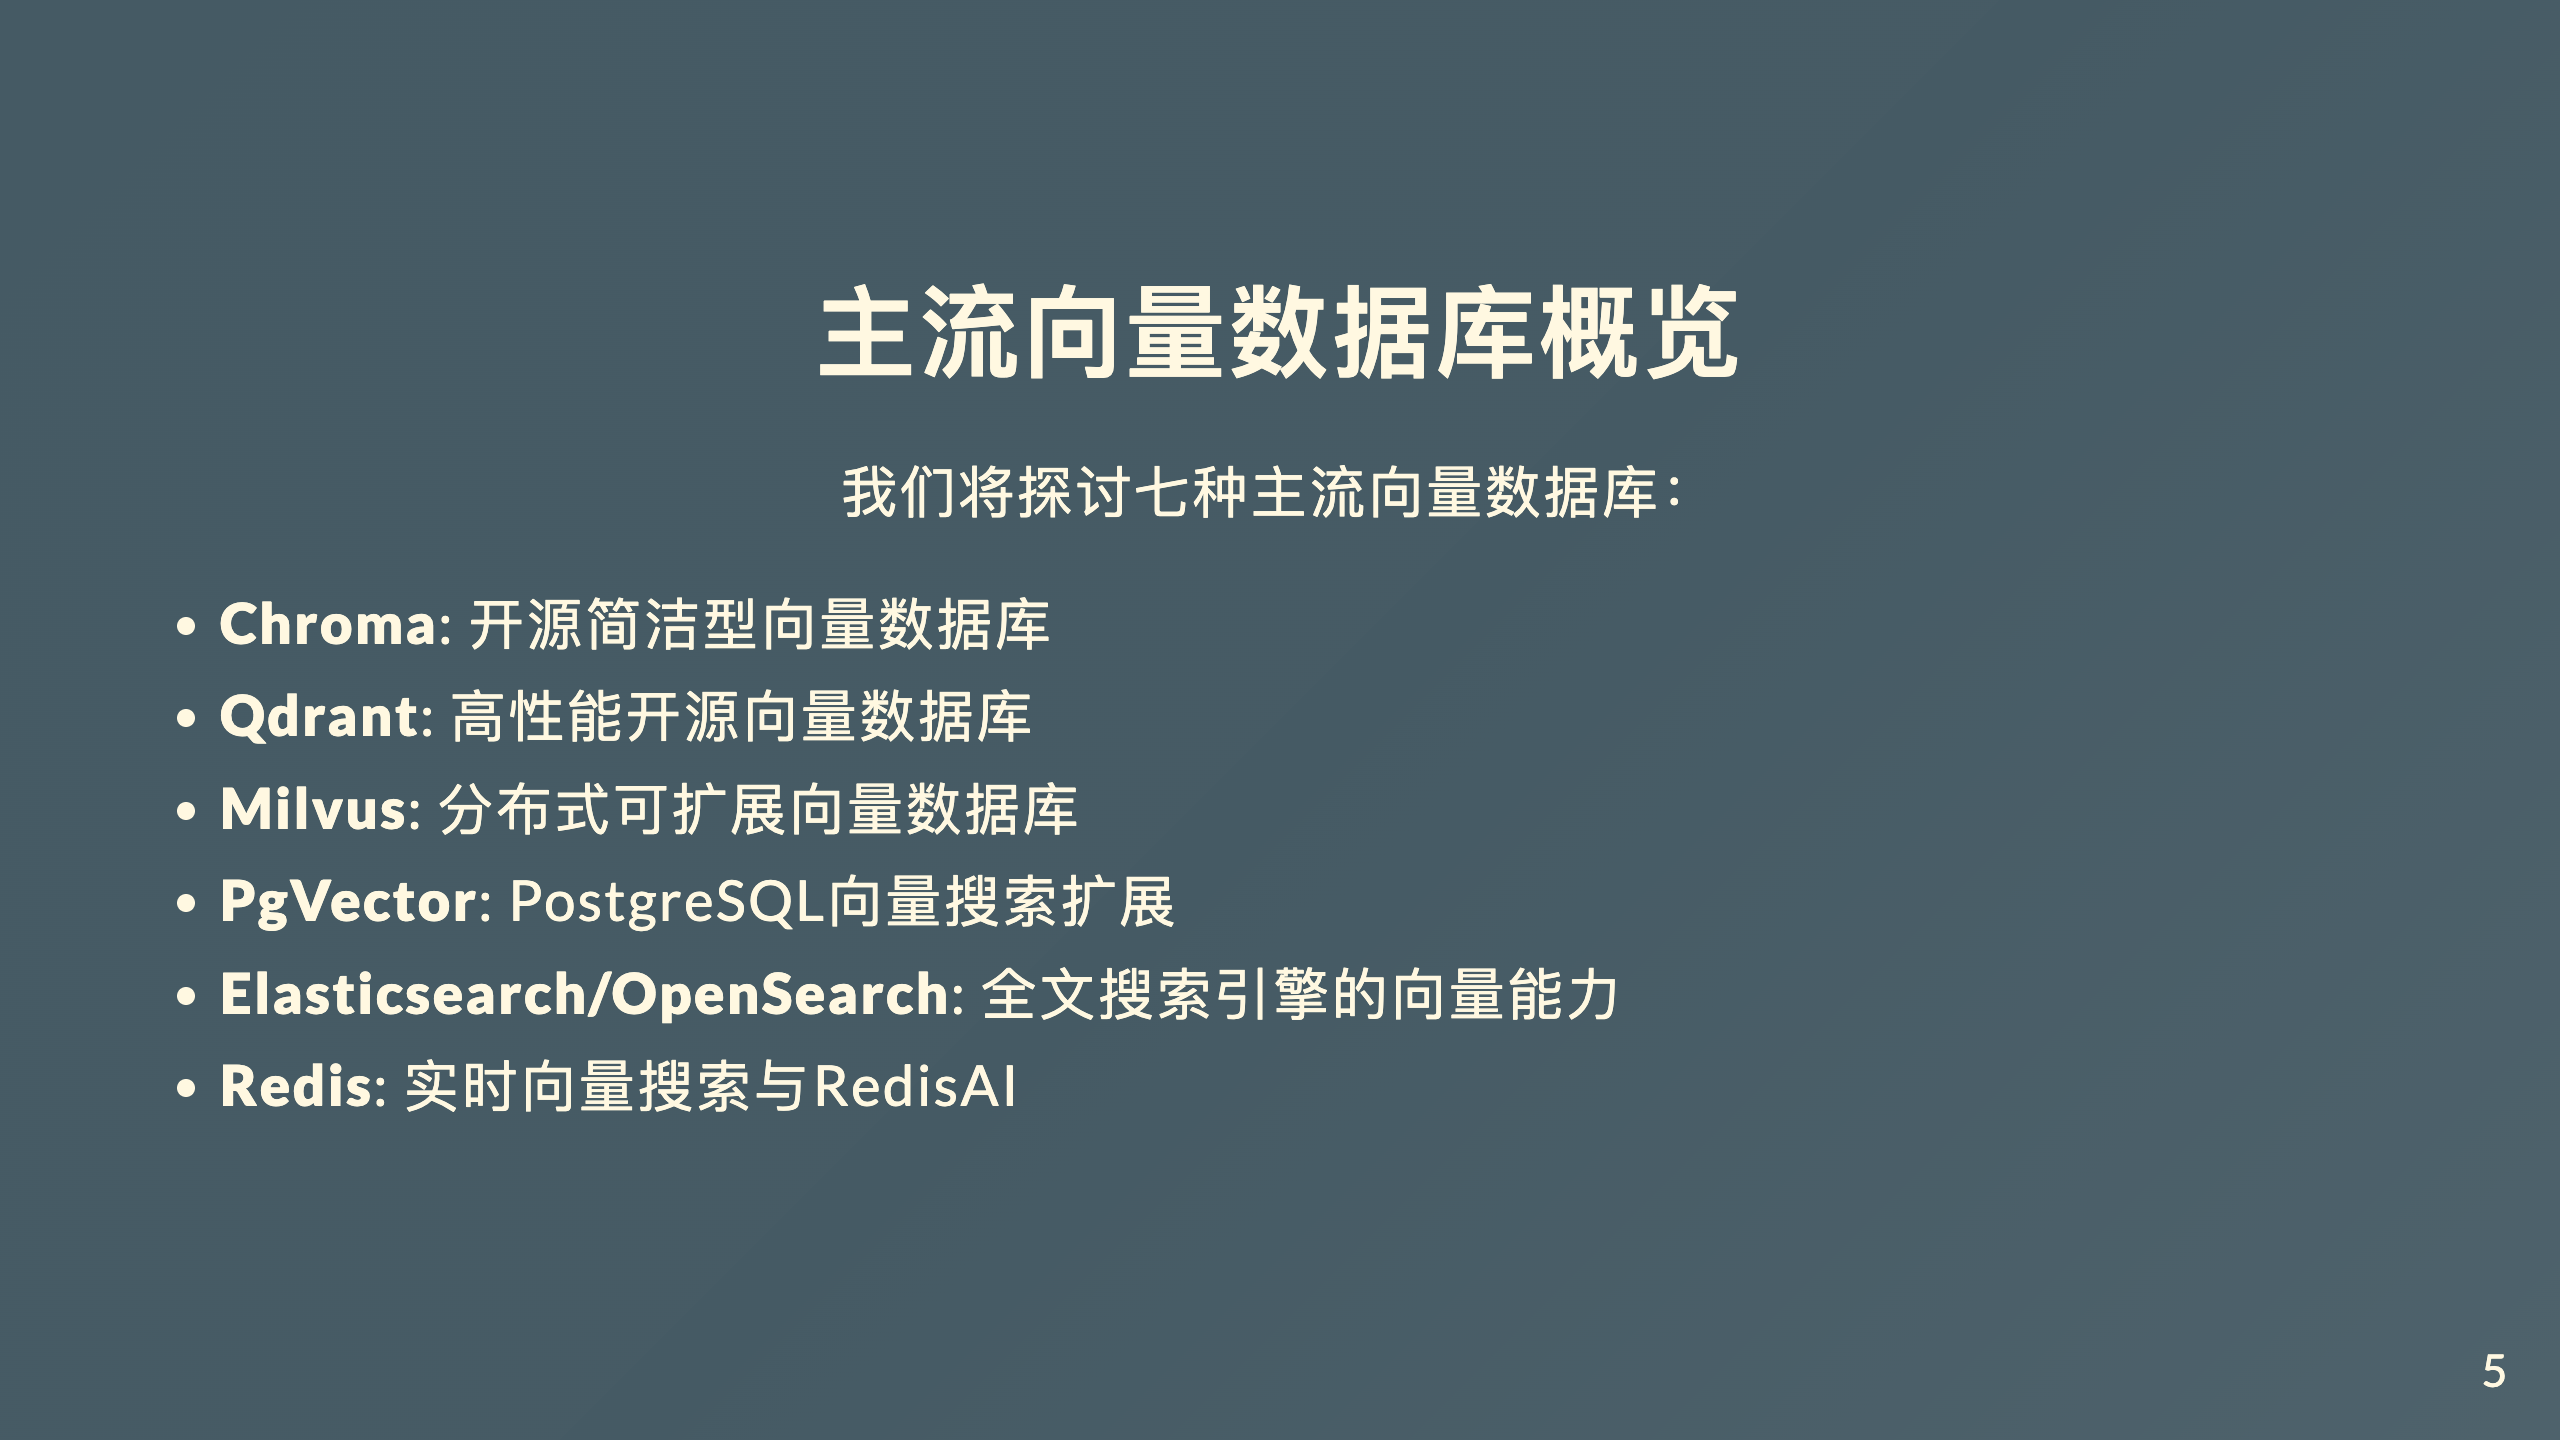 主流向量数据库概览
我们将探讨七种主流向量数据库：
• Chroma: 开源简洁型向量数据库
• Qdrant: 高性能开源向量数据库
• Milvus: 分布式可扩展向量数据库
• PgVector: PostgreSQL向量搜索扩展
• Elasticsearch/OpenSearch: 全文搜索引擎的向量能力
• Redis: 实时向量搜索与RedisAI
5